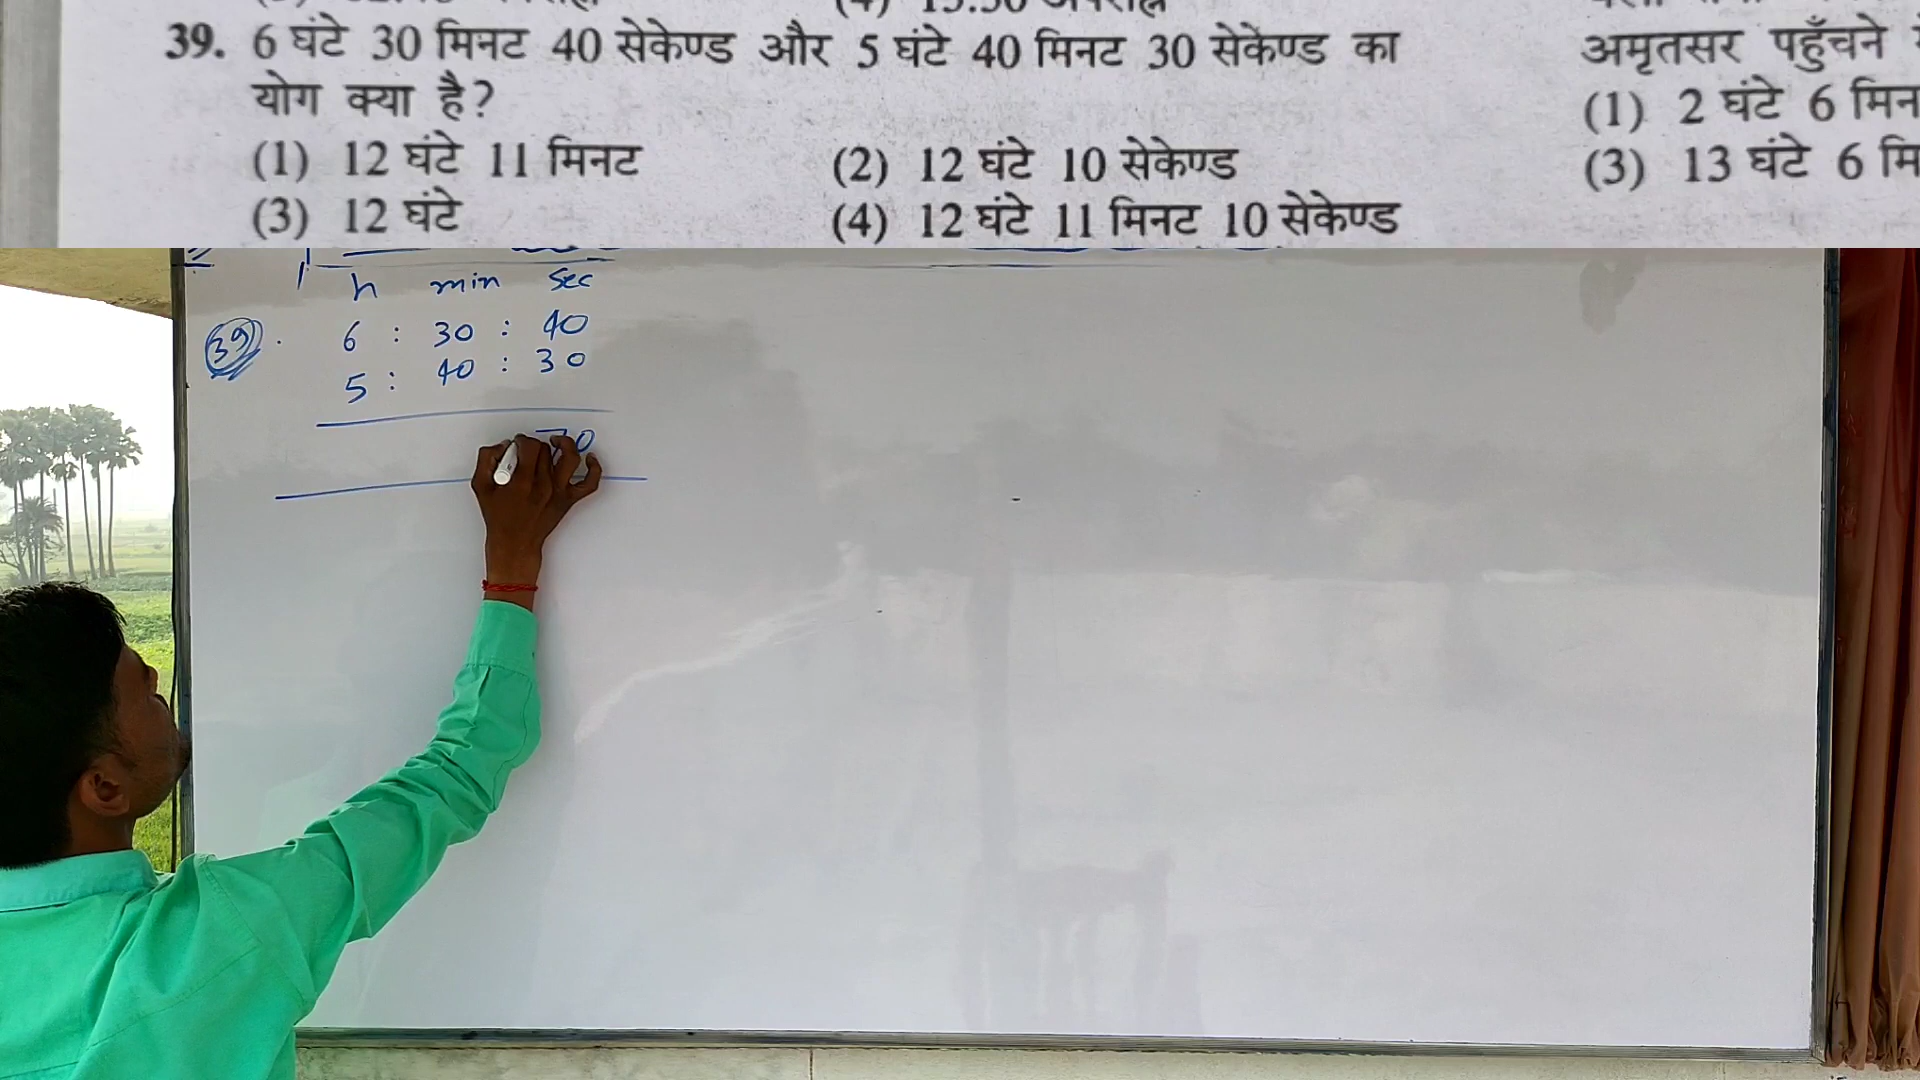 39. 6 घंटे 30 मिनट 40 सेकेण्ड और 5 घंटे 40 मिनट 30 सेकेण्ड का
योग क्या है?
(1) 12 घंटे 11 मिनट (2) 12 घंटे 10 सेकेण्ड
(3) 12 घंटे (4) 12 घंटे 11 मिनट 10 सेकेण्ड
अमृतसर पहुँचने
(1) 2 घंटे 6 मिन
(3) 13 घंटे 6 मि
h min sec
39. 6 : 30 : 40
5 : 40 : 30
70